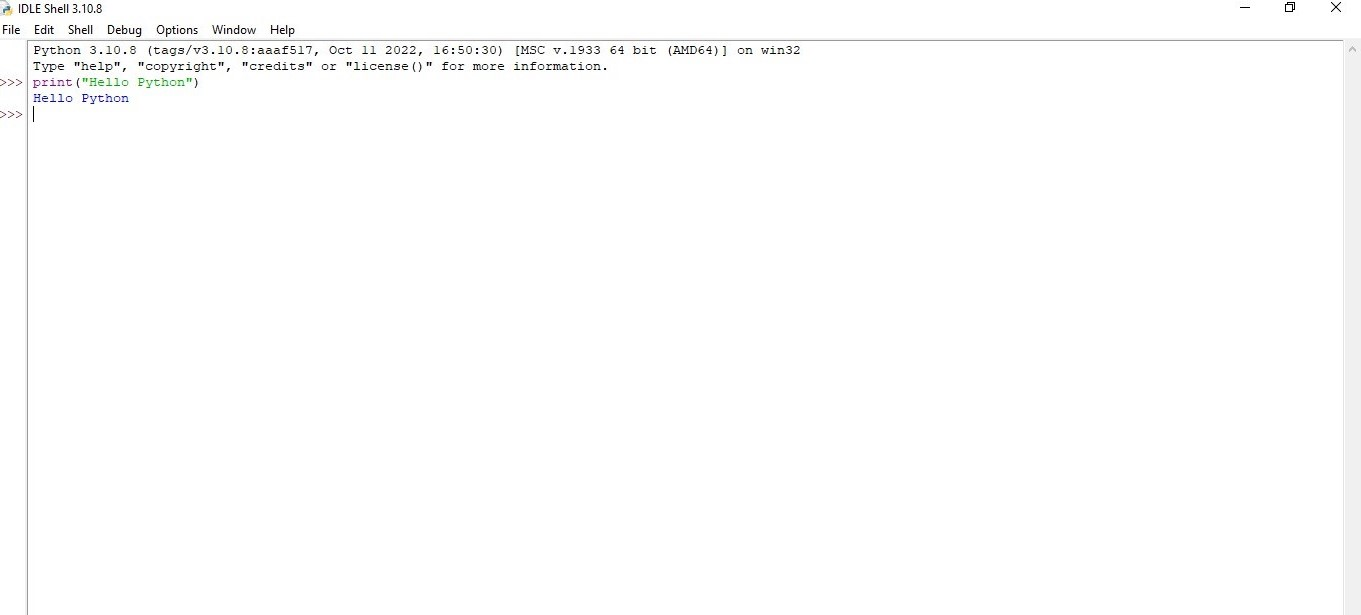 IDLE Shell 3.10.8
File Edit Shell Debug Options Window Help
Python 3.10.8 (tags/v3.10.8:aaaf517, Oct 11 2022, 16:50:30) [MSC v.1933 64 bit (AMD64)] on win32
Type "help", "copyright", "credits" or "license()" for more information.
>>> print("Hello Python")
Hello Python
>>>